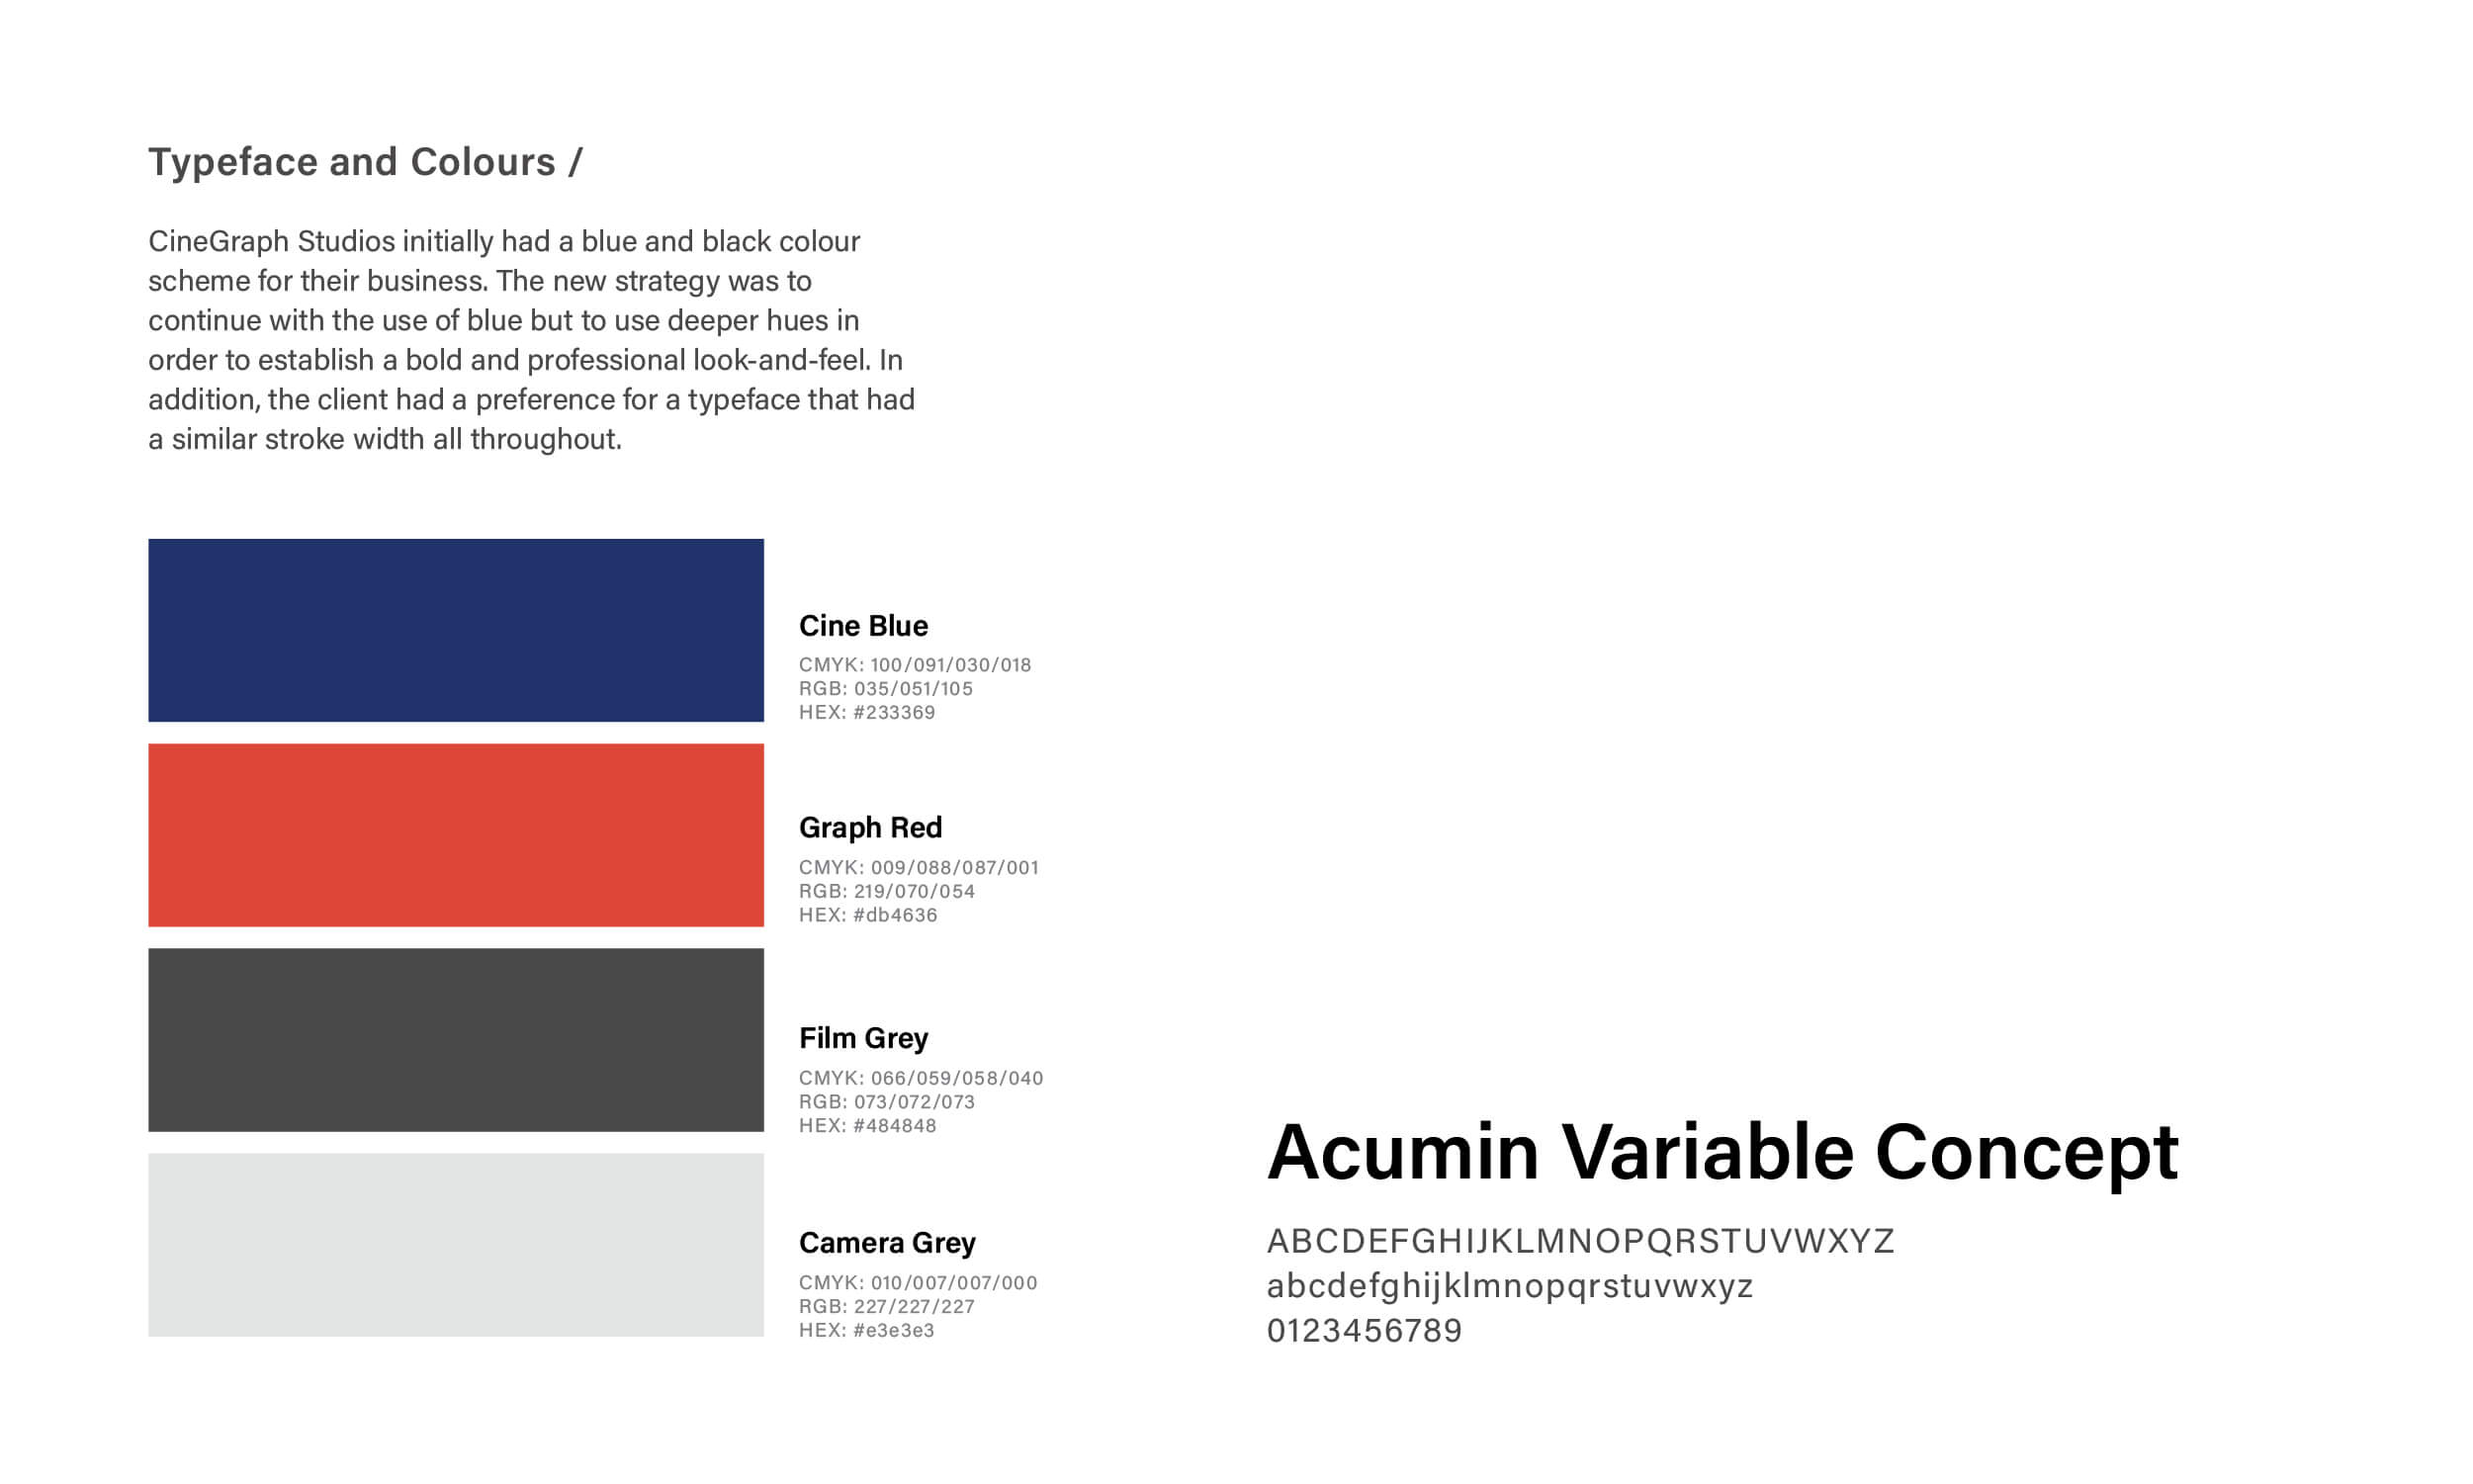 Typeface and Colours /
CineGraph Studios initially had a blue and black colour
scheme for their business. The new strategy was to
continue with the use of blue but to use deeper hues in
order to establish a bold and professional look-and-feel. In
addition, the client had a preference for a typeface that had
a similar stroke width all throughout.
Cine Blue
CMYK: 100/091/030/018
RGB: 035/051/105
HEX: #233369
Graph Red
CMYK: 009/088/087/001
RGB: 219/070/054
HEX: #db4636
Film Grey
CMYK: 066/059/058/040
RGB: 073/072/073
HEX: #484848
Camera Grey
CMYK: 010/007/007/000
RGB: 227/227/227
HEX: #e3e3e3
Acumin Variable Concept
ABCDEFGHIJKLMNOPQRSTUVWXYZ
abcdefghijklmnopqrstuvwxyz
0123456789